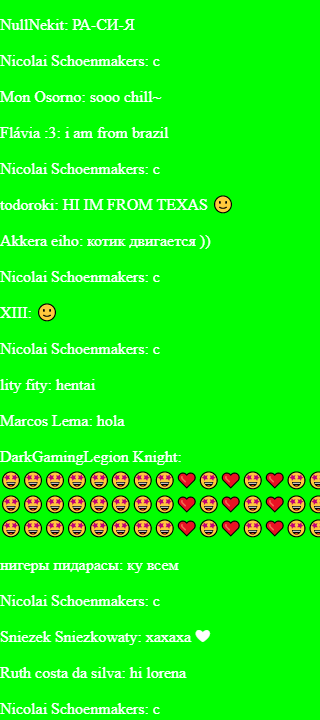 NullNekit: РА-СИ-Я
Nicolai Schoenmakers: c
Mon Osorno: sooo chill~
Flávia :3: i am from brazil
Nicolai Schoenmakers: c
todoroki: HI IM FROM TEXAS 🙂
Akkera eiho: котик двигается ))
Nicolai Schoenmakers: c
XIII: 🙂
Nicolai Schoenmakers: c
lity fity: hentai
Marcos Lema: hola
DarkGamingLegion Knight:
🤩🤩🤩🤩🤩🤩🤩🤩❤️🤩❤️🤩❤️🤩🤩
🤩🤩🤩🤩🤩🤩🤩🤩❤️🤩❤️🤩❤️🤩🤩
🤩🤩🤩🤩🤩🤩🤩🤩❤️🤩❤️🤩❤️🤩🤩
нигеры пидарасы: ку всем
Nicolai Schoenmakers: c
Sniezek Sniezkowaty: xaxaxa 🤍
Ruth costa da silva: hi lorena
Nicolai Schoenmakers: c